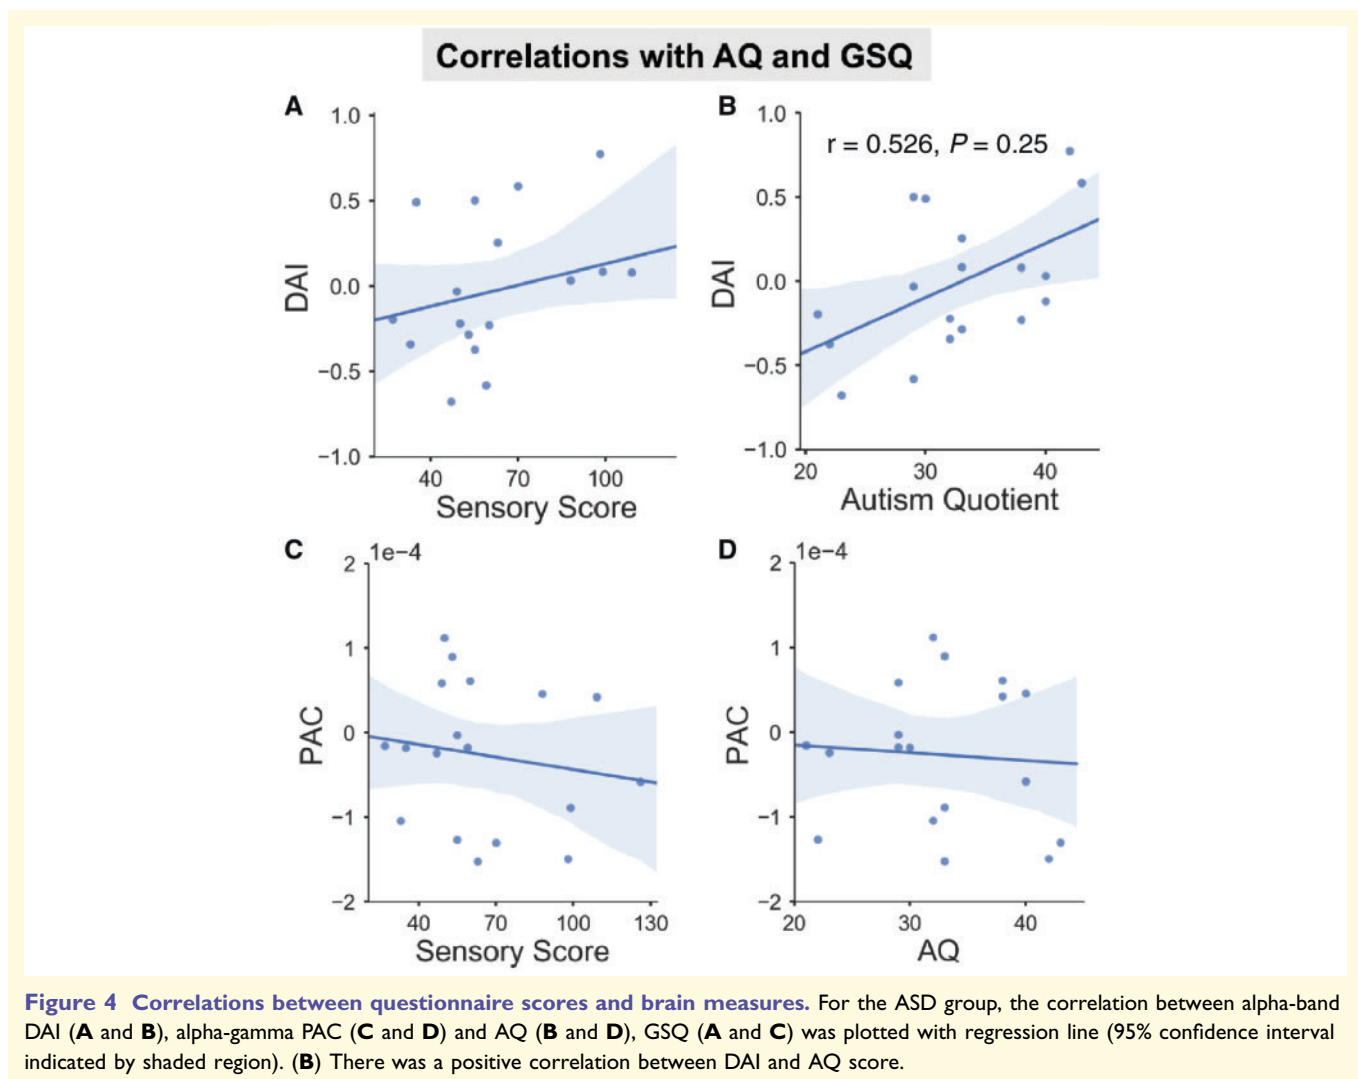 Correlations with AQ and GSQ
A
1.0
0.5
0.0
−0.5
−1.0
DAI
40 70 100
Sensory Score
B
r = 0.526, P = 0.25
1.0
0.5
0.0
−0.5
−1.0
DAI
20 30 40
Autism Quotient
C
1e−4
2
1
0
−1
−2
PAC
40 70 100 130
Sensory Score
D
1e−4
2
1
0
−1
−2
PAC
20 30 40
AQ
Figure 4 Correlations between questionnaire scores and brain measures. For the ASD group, the correlation between alpha-band
DAI (A and B), alpha-gamma PAC (C and D) and AQ (B and D), GSQ (A and C) was plotted with regression line (95% confidence interval
indicated by shaded region). (B) There was a positive correlation between DAI and AQ score.